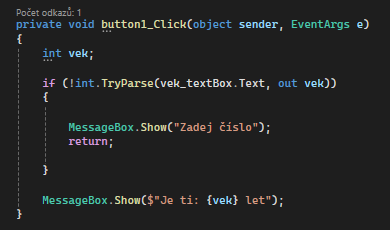 Počet odkazů: 1
private void button1_Click(object sender, EventArgs e)
{
int vek;
if (!int.TryParse(vek_textBox.Text, out vek))
{
MessageBox.Show("Zadej číslo");
return;
}
MessageBox.Show($"Je ti: {vek} let");
}